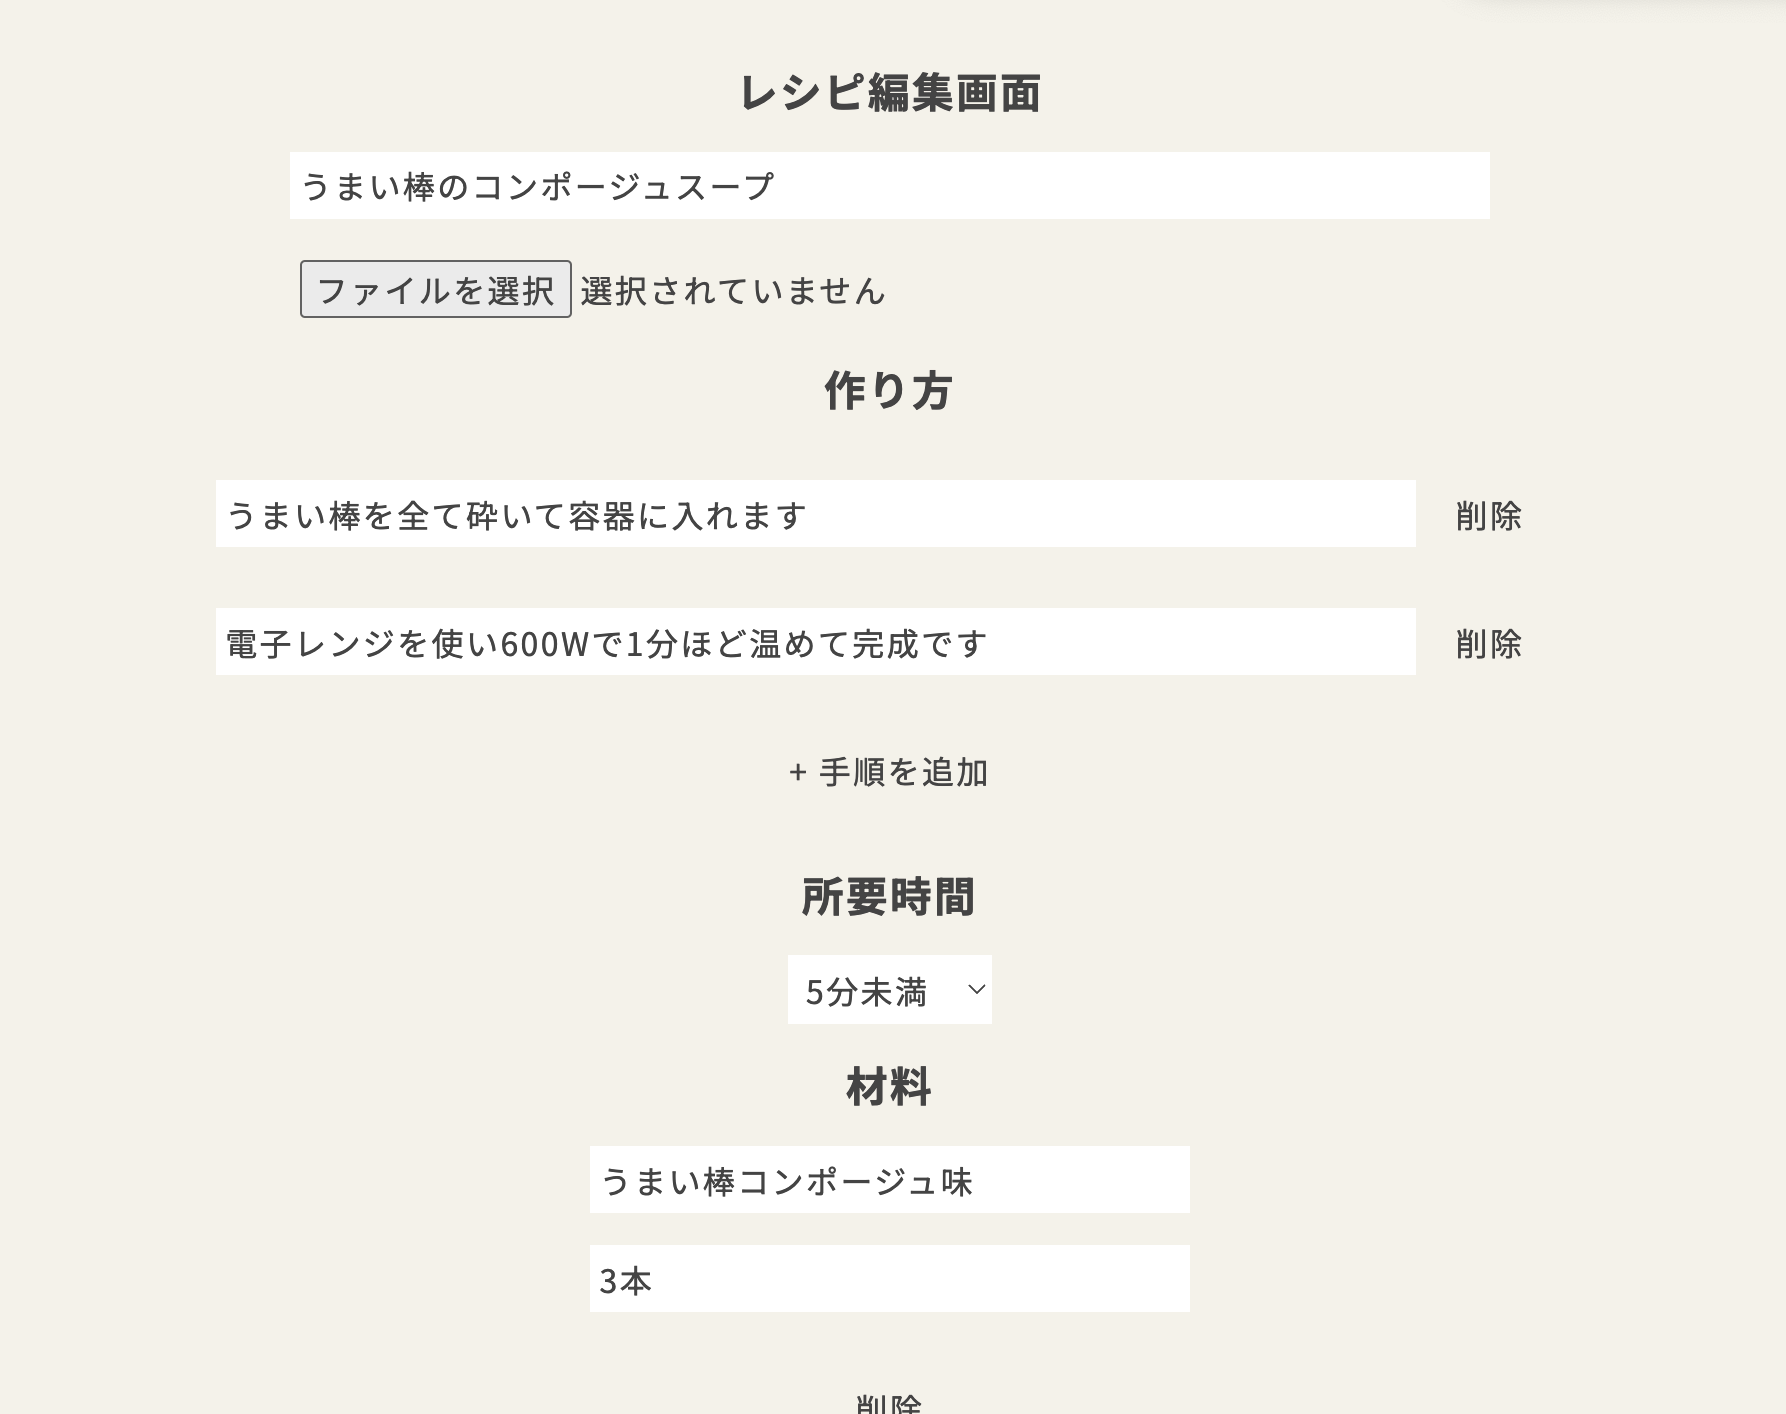 レシピ編集画面
うまい棒のコンポージュスープ
ファイルを選択 選択されていません
作り方
うまい棒を全て砕いて容器に入れます 削除
電子レンジを使い600Wで1分ほど温めて完成です 削除
+ 手順を追加
所要時間
5分未満
材料
うまい棒コンポージュ味
3本
削除